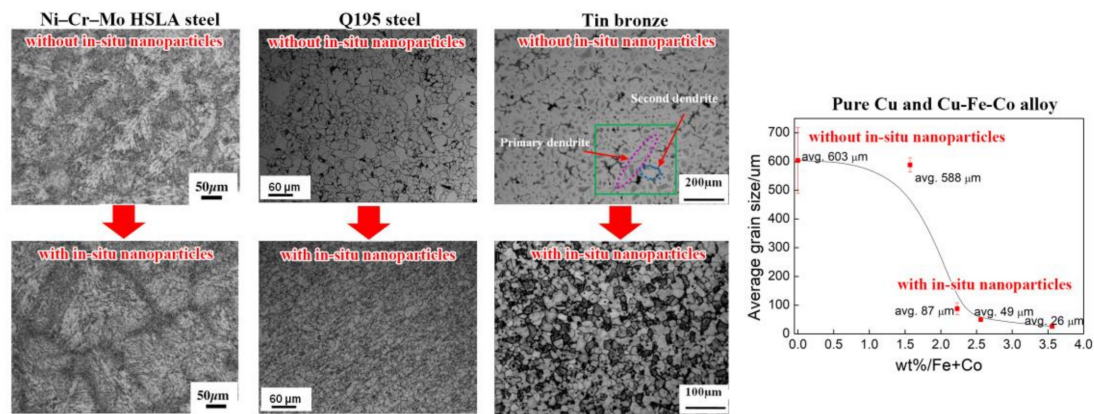 Ni–Cr–Mo HSLA steel
without in-situ nanoparticles
50μm
with in-situ nanoparticles
50μm
Q195 steel
without in-situ nanoparticles
60 μm
with in-situ nanoparticles
60 μm
Tin bronze
without in-situ nanoparticles
Second dendrite
Primary dendrite
200μm
with in-situ nanoparticles
100μm
Pure Cu and Cu-Fe-Co alloy
Average grain size/um
700
600
500
400
300
200
100
0
without in-situ nanoparticles
avg. 603 μm
avg. 588 μm
with in-situ nanoparticles
avg. 87 μm
avg. 49 μm
avg. 26 μm
0.0 0.5 1.0 1.5 2.0 2.5 3.0 3.5 4.0
wt%/Fe+Co